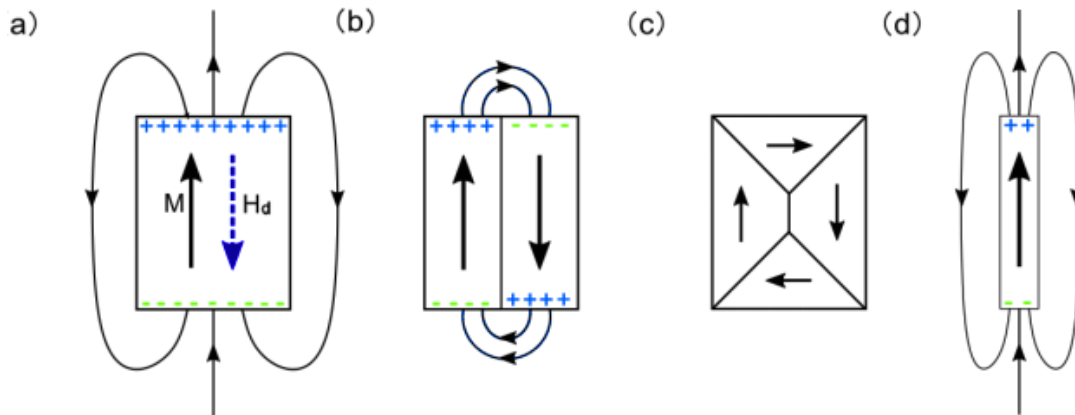 a) (b) (c) (d)
+++++++++ ++++ ---- ++
M Hd
--------- ---- ++++ --